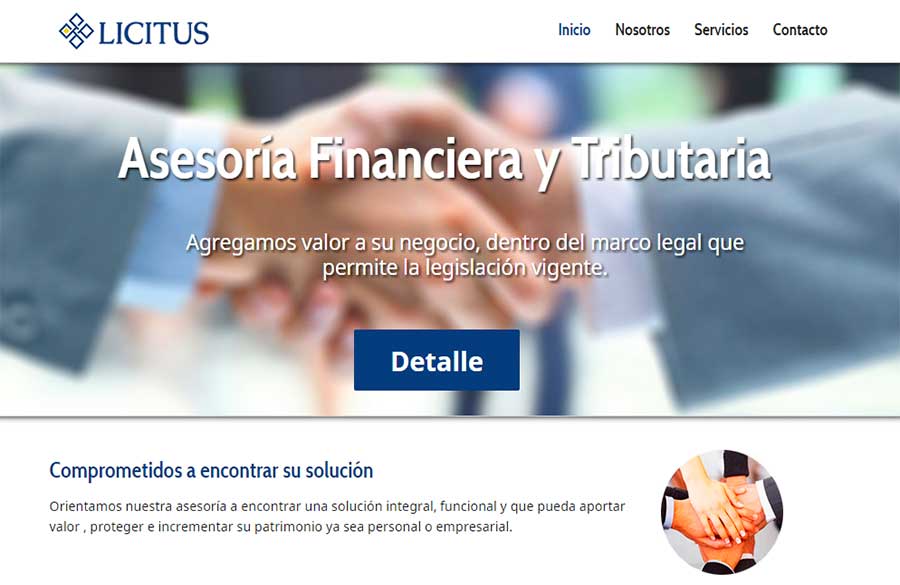 LICITUS
Inicio Nosotros Servicios Contacto
Asesoría Financiera y Tributaria
Agregamos valor a su negocio, dentro del marco legal que
permite la legislación vigente.
Detalle
Comprometidos a encontrar su solución
Orientamos nuestra asesoría a encontrar una solución integral, funcional y que pueda aportar
valor , proteger e incrementar su patrimonio ya sea personal o empresarial.